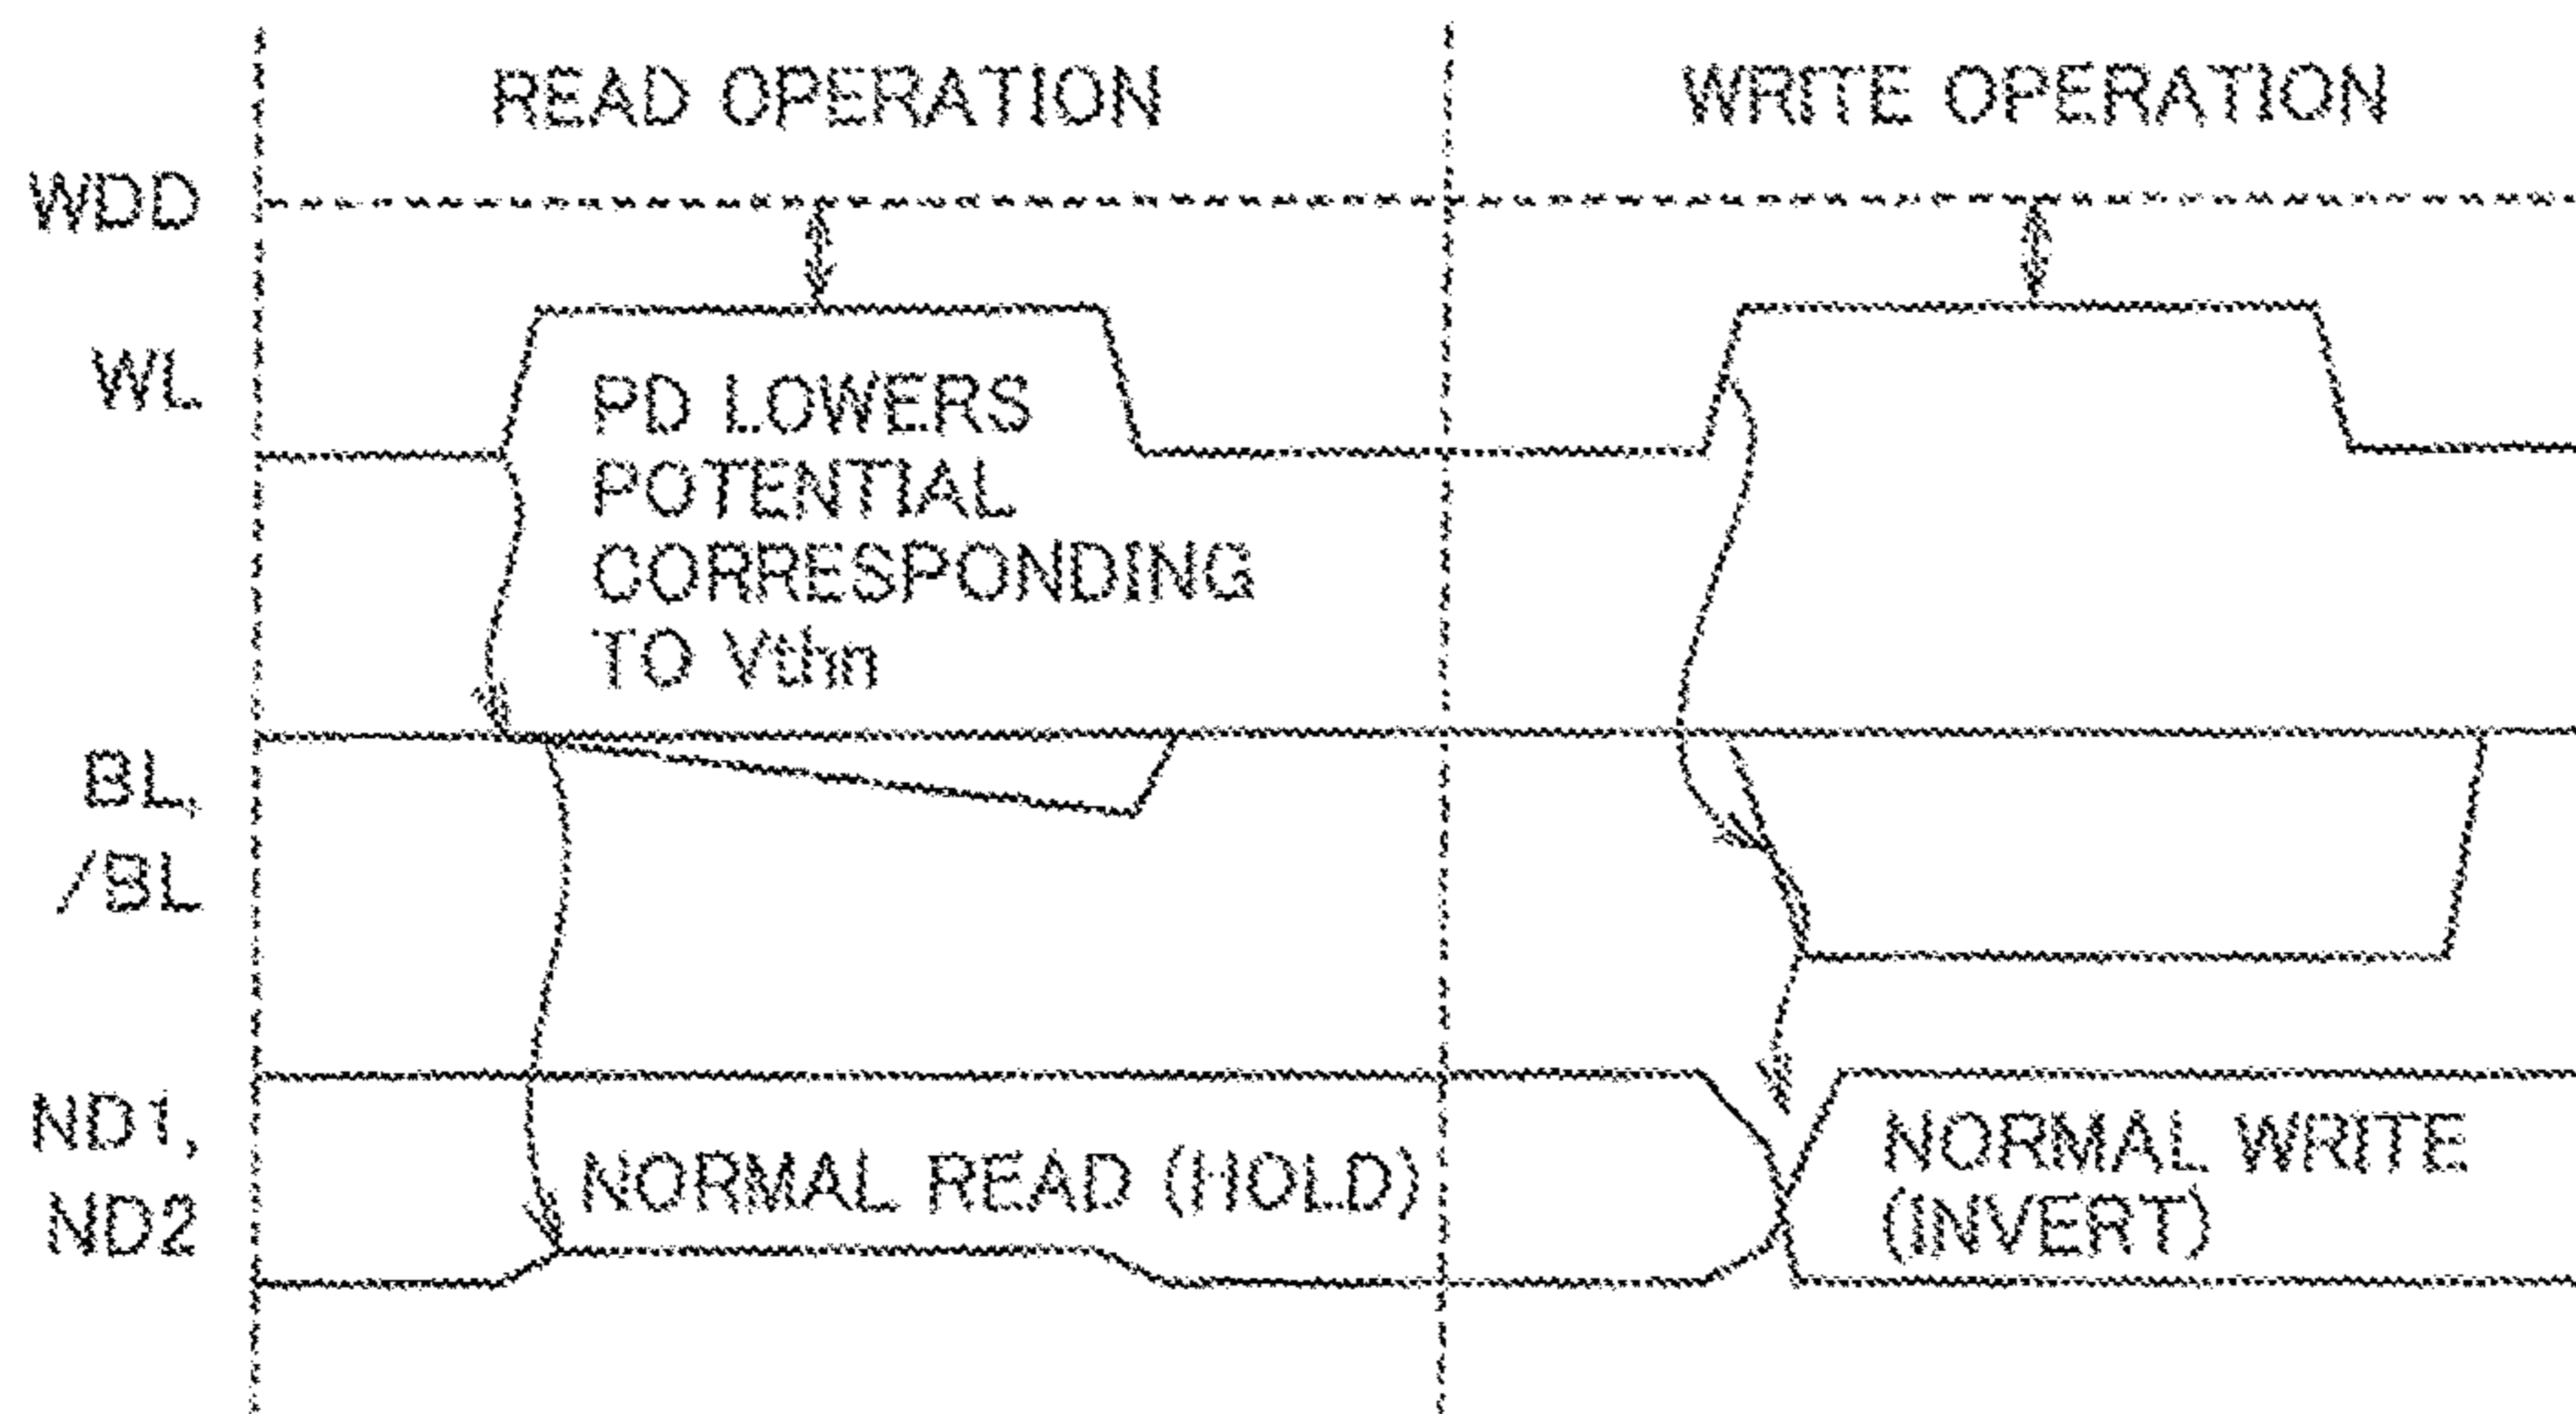 READ OPERATION
WRITE OPERATION
WDD
WL
PD LOWERS
POTENTIAL
CORRESPONDING
TO Vthn
BL,
/BL
ND1,
ND2
NORMAL READ (HOLD)
NORMAL WRITE
(INVERT)